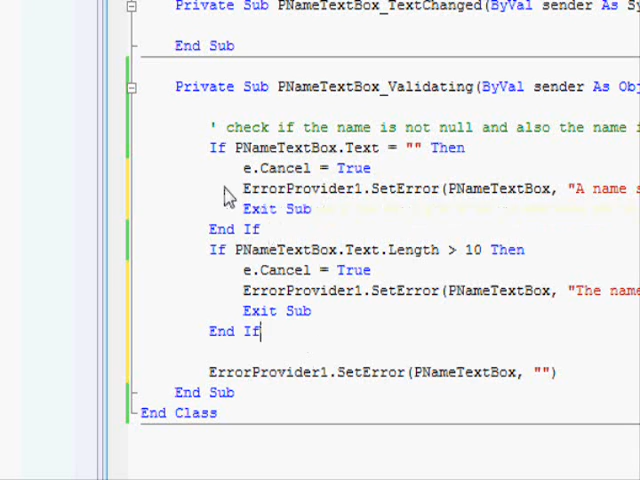 Private Sub PNameTextBox_TextChanged(ByVal sender As Sy
End Sub
Private Sub PNameTextBox_Validating(ByVal sender As Obj
' check if the name is not null and also the name i
If PNameTextBox.Text = "" Then
e.Cancel = True
ErrorProvider1.SetError(PNameTextBox, "A name s
Exit Sub
End If
If PNameTextBox.Text.Length > 10 Then
e.Cancel = True
ErrorProvider1.SetError(PNameTextBox, "The name
Exit Sub
End If
ErrorProvider1.SetError(PNameTextBox, "")
End Sub
End Class